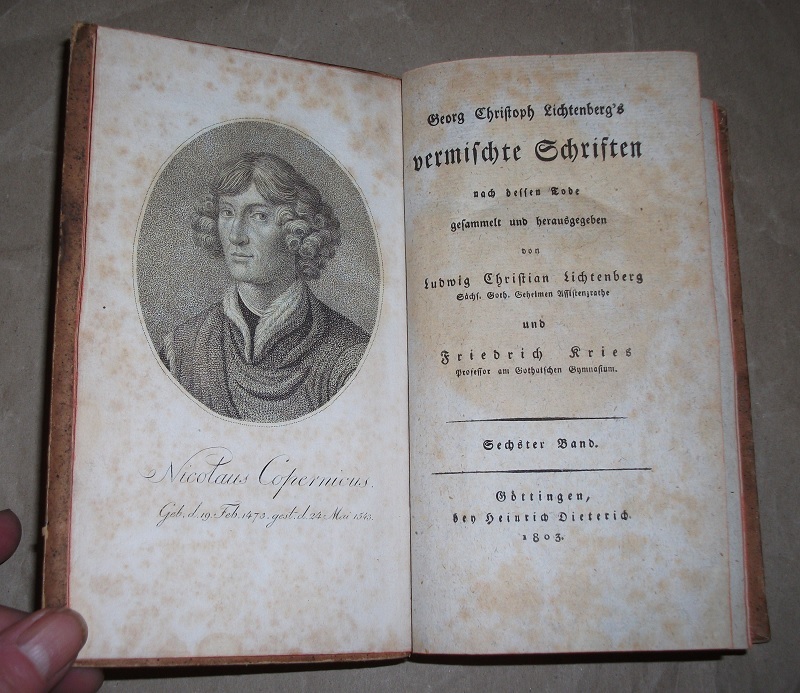 Nicolaus Copernicus.
Geb. d. 19. Feb. 1473. gest. d. 24. Mai 1543.
Georg Christoph Lichtenberg's
vermischte Schriften
nach dessen Tode
gesammelt und herausgegeben
von
Ludwig Christian Lichtenberg
Sächs. Goth. Geheimen Assistenzrathe
und
Friedrich Kries
Professor am Gothaischen Gymnasium.
Sechster Band.
Göttingen,
bey Heinrich Dieterich
1803.